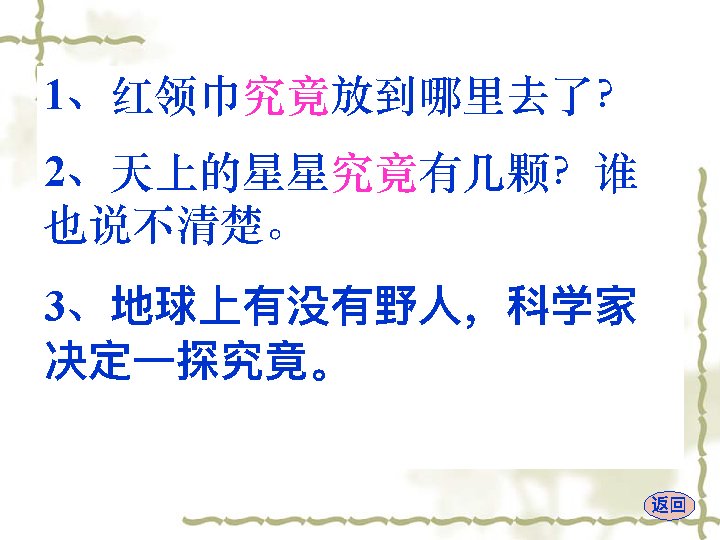 1、红领巾究竟放到哪里去了?
2、天上的星星究竟有几颗?谁
也说不清楚。
3、地球上有没有野人，科学家
决定一探究竟。
返回